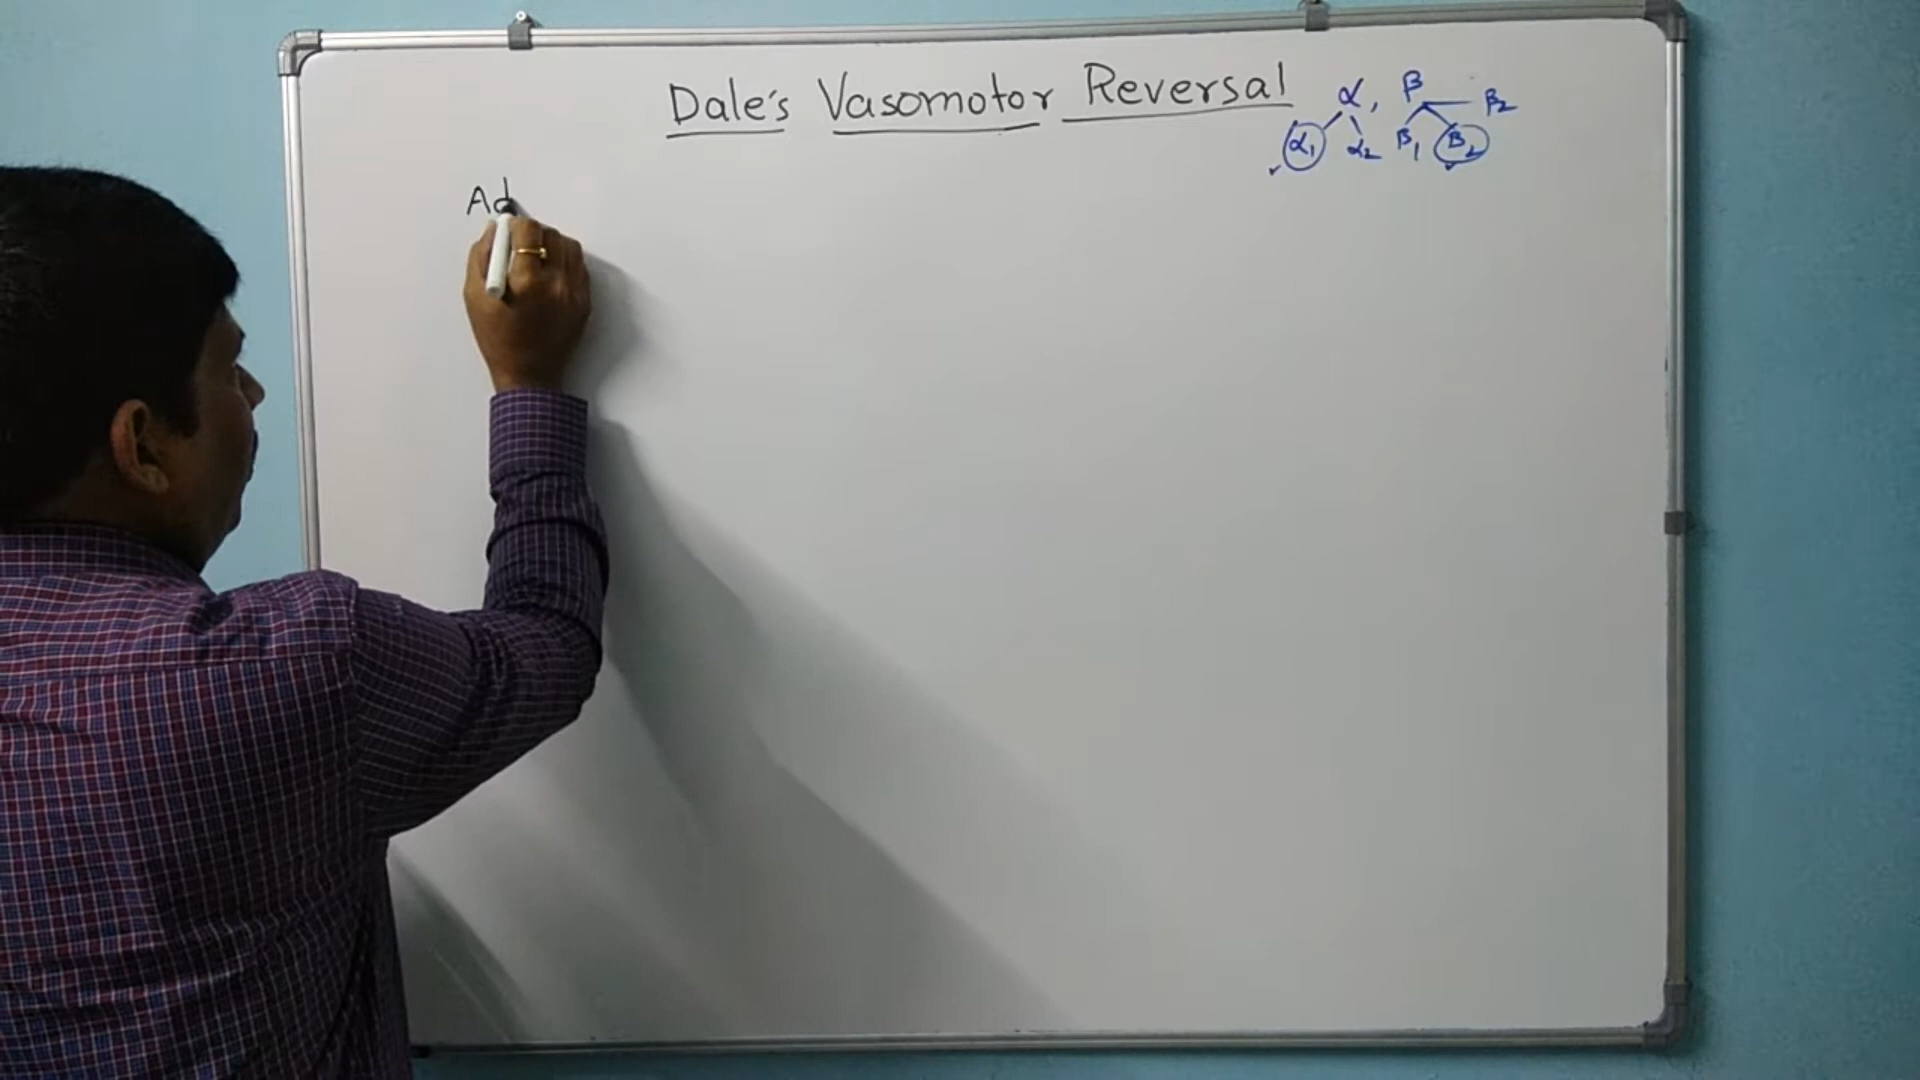 Dale's Vasomotor Reversal
α, β
β₂
α₁ α₂ β₁ β₂
Ad